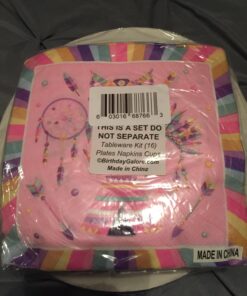 6 03016 68766 3
THIS IS A SET DO
NOT SEPARATE
Tableware Kit (16)
Plates Napkins Cups
©BirthdayGalore.com
Made in China
MADE IN CHINA